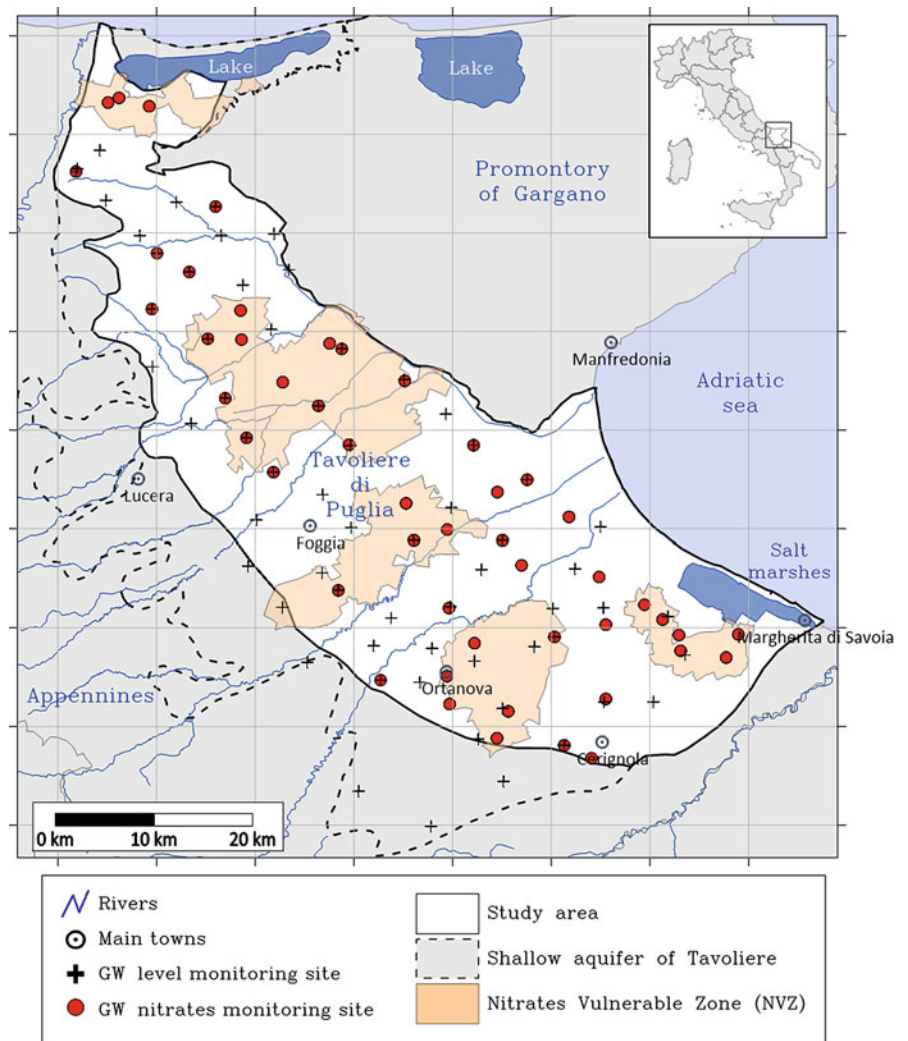 Lake
Lake
Promontory
of Gargano
Manfredonia
Adriatic
sea
Lucera
Tavoliere
di
Puglia
Foggia
Salt
marshes
Margherita di Savoia
Appennines
Ortanova
Cerignola
0 km 10 km 20 km
Rivers
Main towns
GW level monitoring site
GW nitrates monitoring site
Study area
Shallow aquifer of Tavoliere
Nitrates Vulnerable Zone (NVZ)